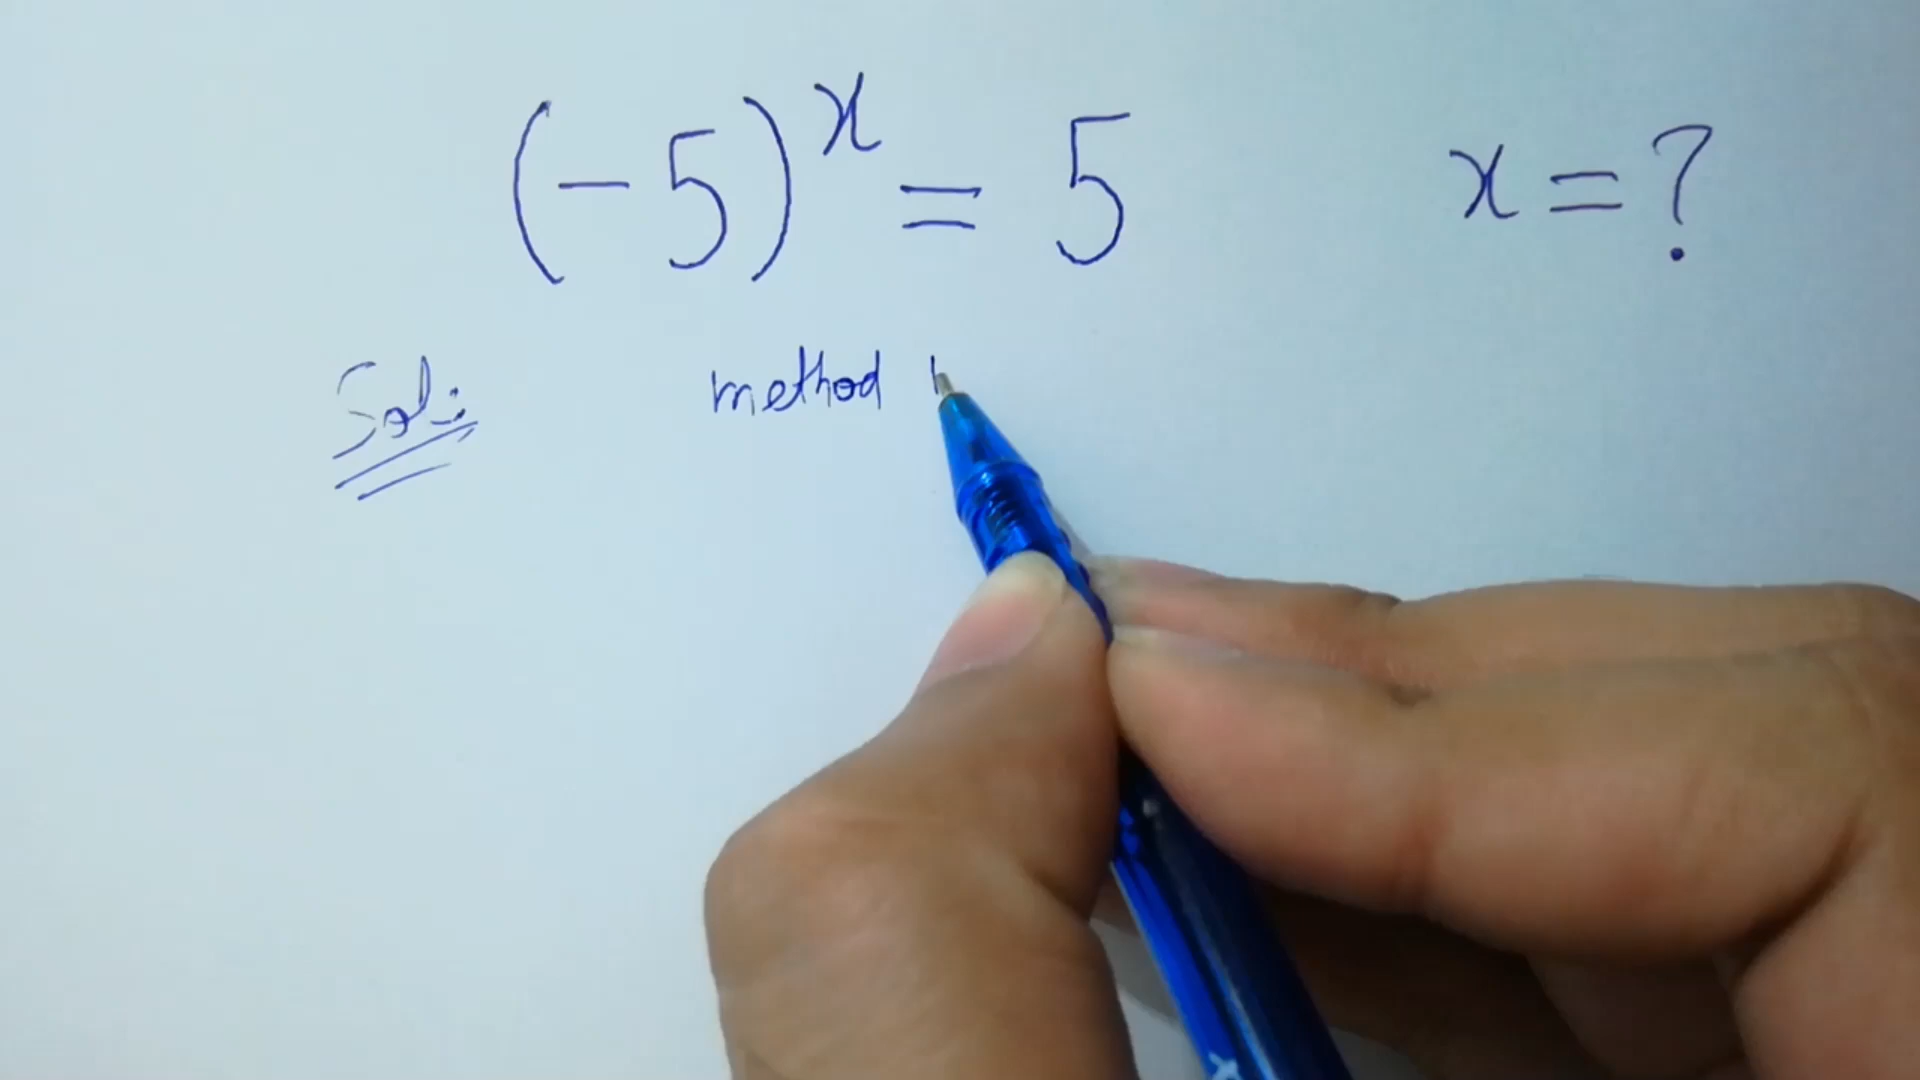 (-5)ˣ = 5 x = ?
Sol:
method